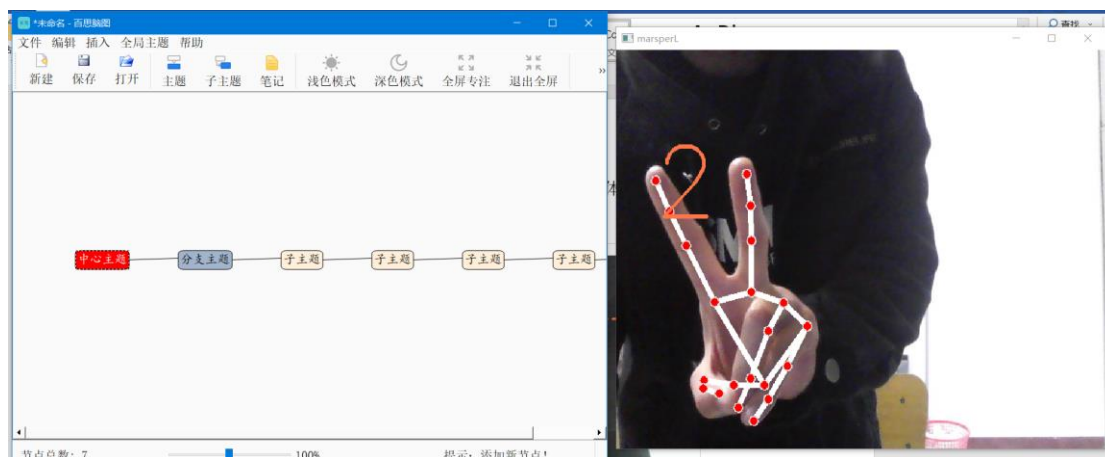 *未命名 - 百思脑图
文件 编辑 插入 全局主题 帮助
新建 保存 打开 主题 子主题 笔记 浅色模式 深色模式 全屏专注 退出全屏
中心主题 分支主题 子主题 子主题 子主题 子主题
节点总数: 7 100% 提示: 添加新节点!
查找
marsperL
2